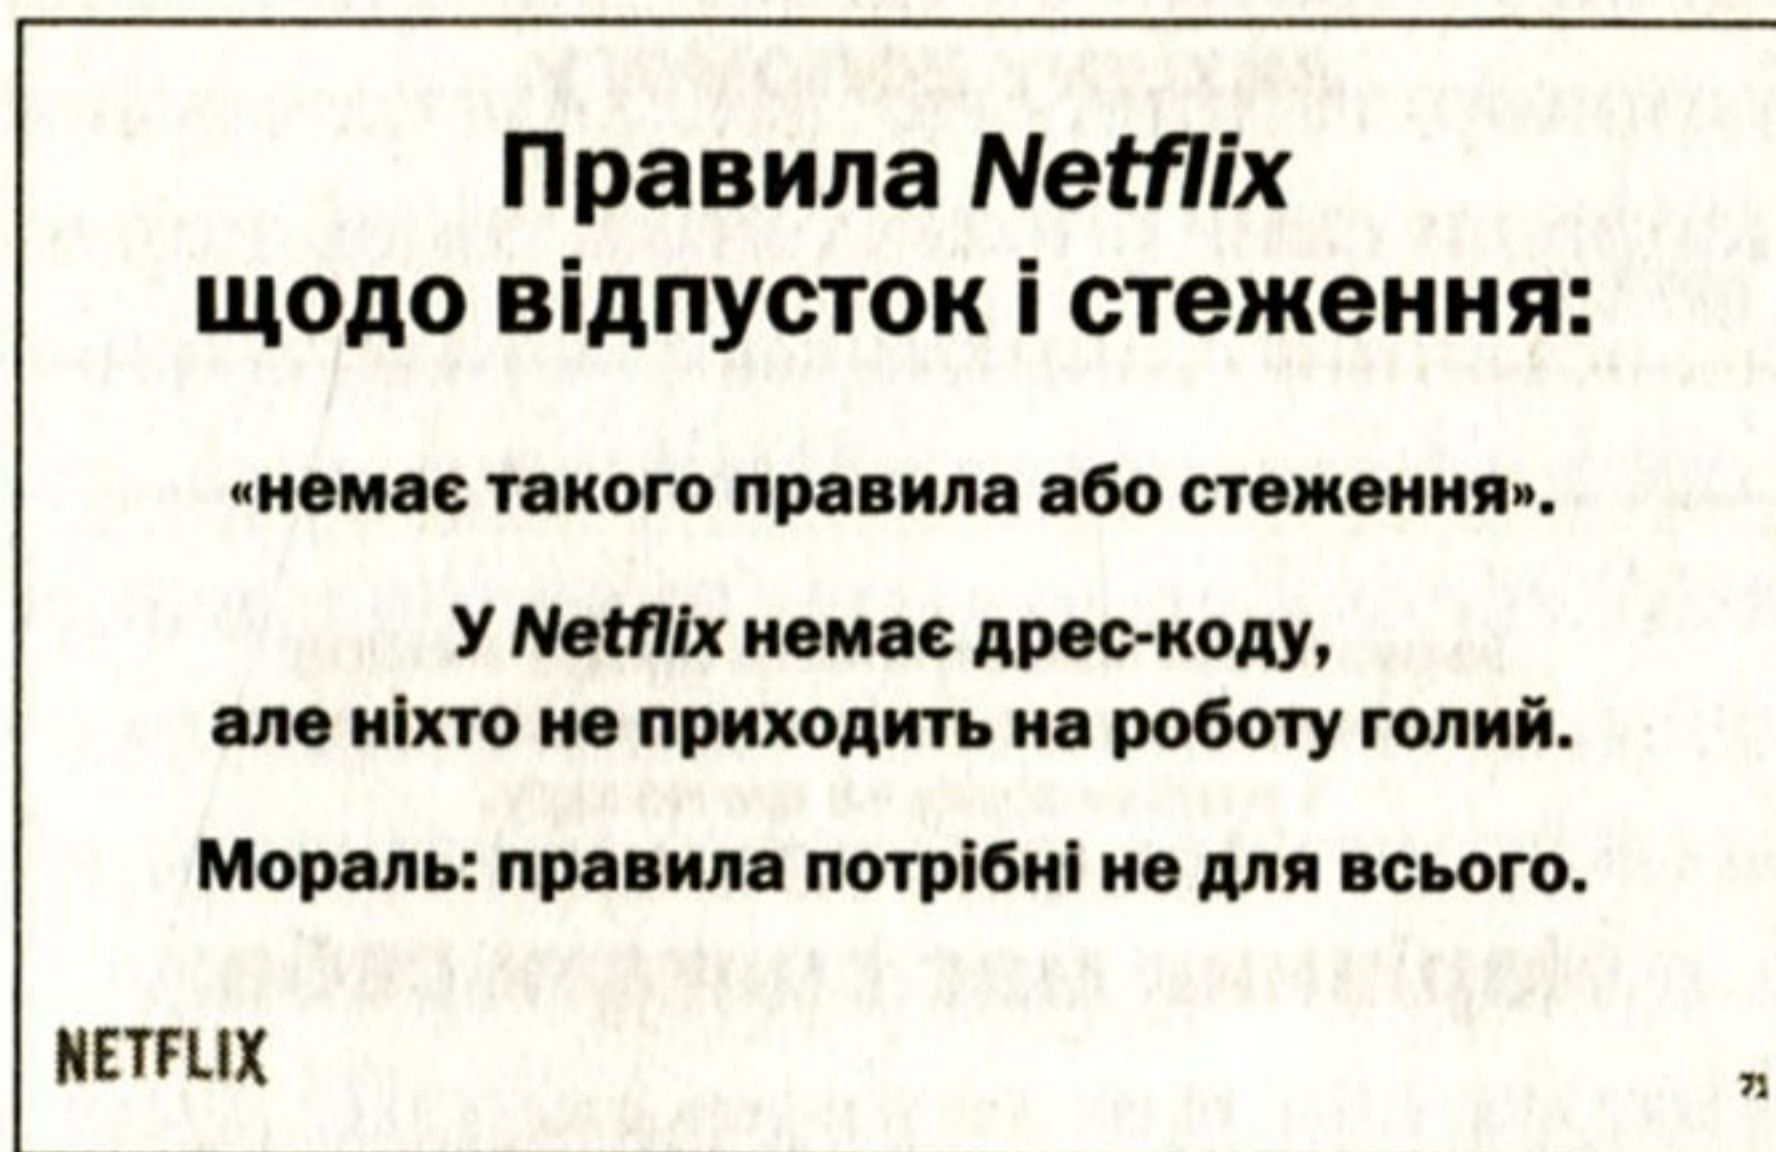 Правила Netflix
щодо відпусток і стеження:
«немає такого правила або стеження».
У Netflix немає дрес-коду,
але ніхто не приходить на роботу голий.
Мораль: правила потрібні не для всього.
NETFLIX
71